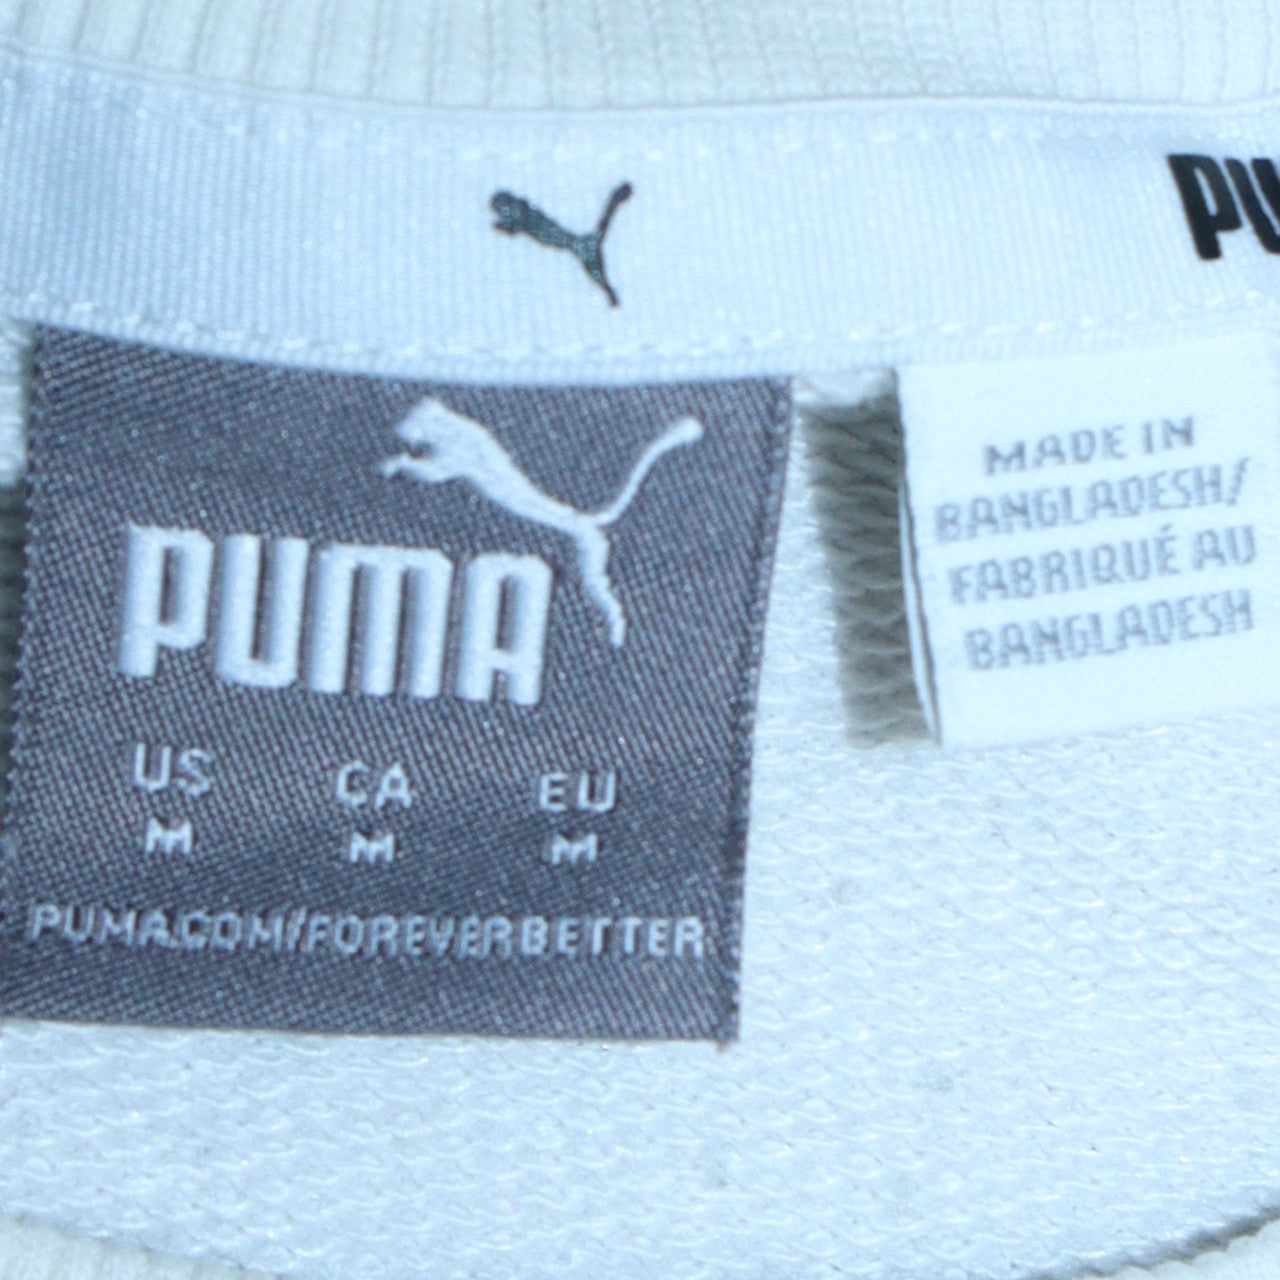 PU
PUMA
US CA EU
M M M
PUMA.COM/FOREVERBETTER
MADE IN
BANGLADESH/
FABRIQUÉ AU
BANGLADESH